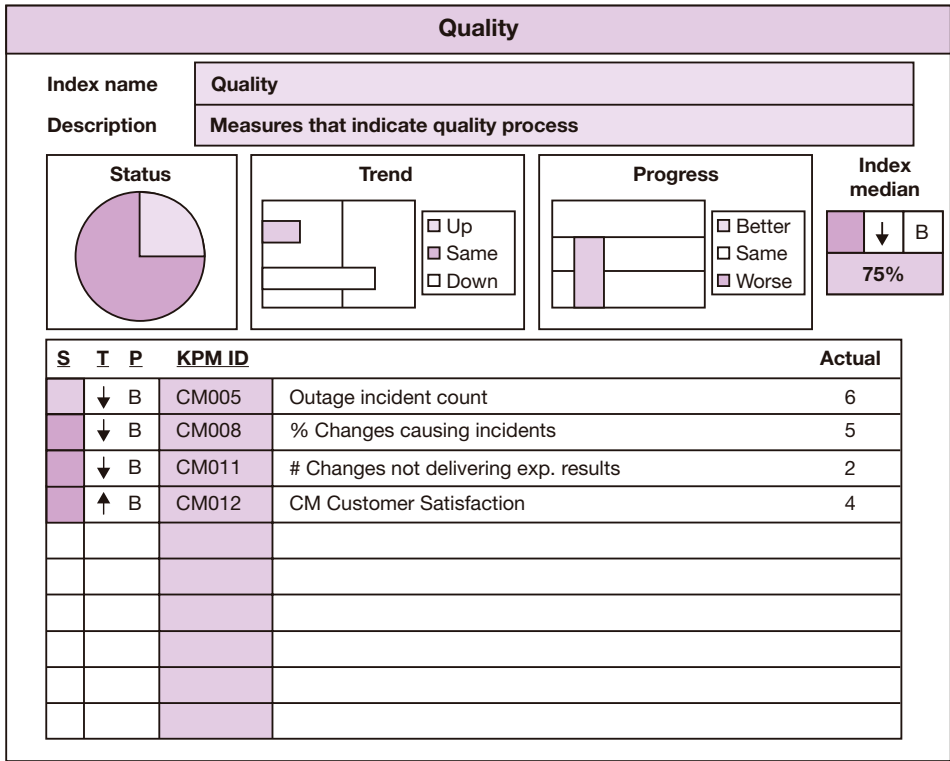 Quality
Index name Quality
Description Measures that indicate quality process
Status
Trend
Up
Same
Down
Progress
Better
Same
Worse
Index
median
↓ B
75%
S T P KPM ID Actual
↓ B CM005 Outage incident count 6
↓ B CM008 % Changes causing incidents 5
↓ B CM011 # Changes not delivering exp. results 2
↑ B CM012 CM Customer Satisfaction 4